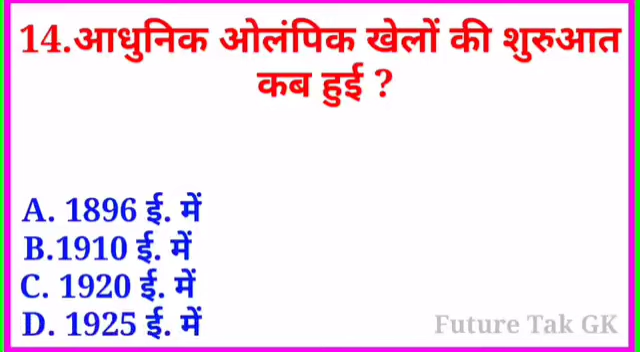 14.आधुनिक ओलंपिक खेलों की शुरुआत
कब हुई ?
A. 1896 ई. में
B.1910 ई. में
C. 1920 ई. में
D. 1925 ई. में
Future Tak GK